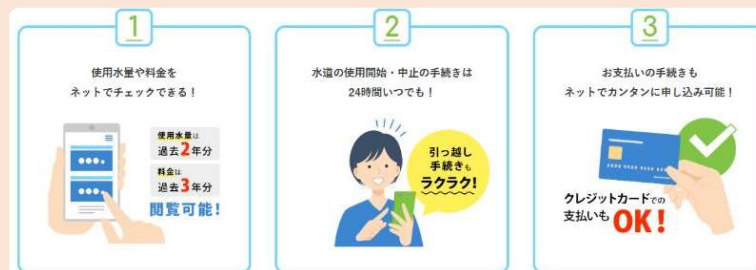 1
使用水量や料金を
ネットでチェックできる！
使用水量は
過去2年分
料金は
過去3年分
閲覧可能!
2
水道の使用開始・中止の手続きは
24時間いつでも！
引っ越し
手続きも
ラクラク!
3
お支払いの手続きも
ネットでカンタンに申し込み可能！
クレジットカードでの
支払いも OK!